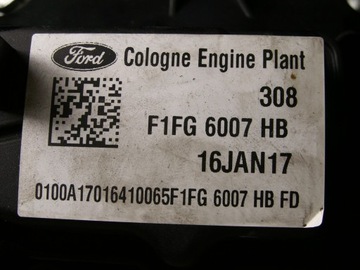 Ford Cologne Engine Plant
308
F1FG 6007 HB
16JAN17
0100A17016410065F1FG 6007 HB FD